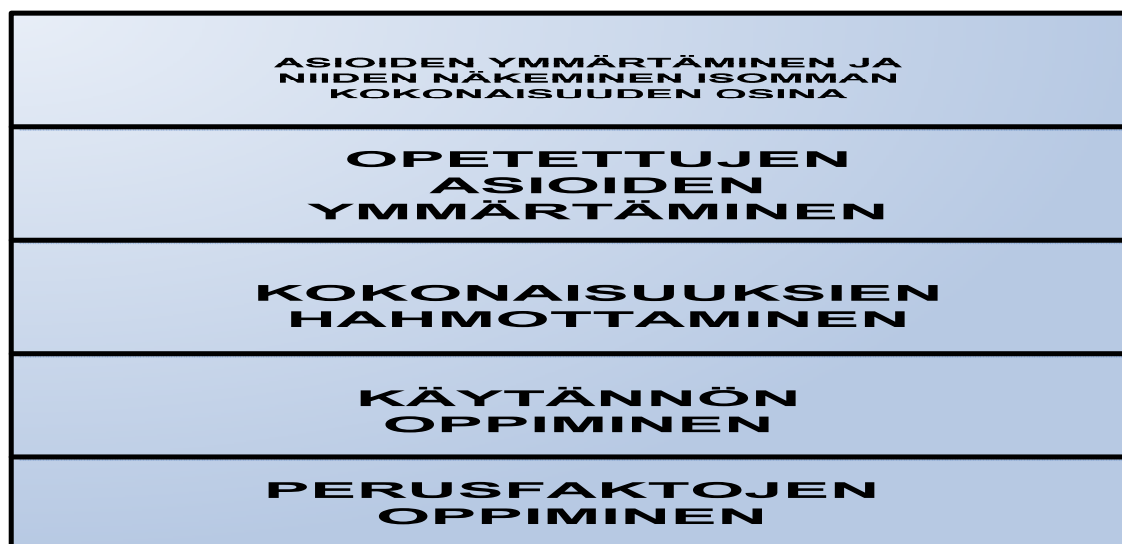 ASIOIDEN YMMÄRTÄMINEN JA
NIIDEN NÄKEMINEN ISOMMAN
KOKONAISUUDEN OSINA
OPETETTUJEN
ASIOIDEN
YMMÄRTÄMINEN
KOKONAISUUKSIEN
HAHMOTTAMINEN
KÄYTÄNNÖN
OPPIMINEN
PERUSFAKTOJEN
OPPIMINEN